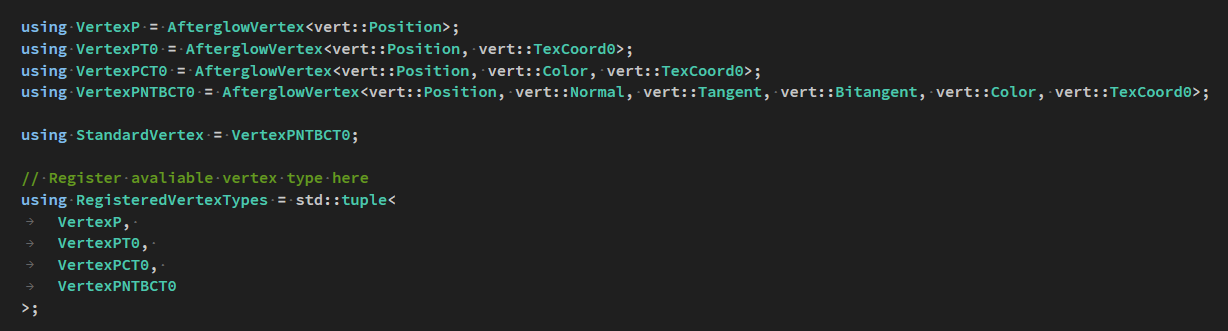 using VertexP = AfterglowVertex<vert::Position>;
using VertexPT0 = AfterglowVertex<vert::Position, vert::TexCoord0>;
using VertexPCT0 = AfterglowVertex<vert::Position, vert::Color, vert::TexCoord0>;
using VertexPNTBCT0 = AfterglowVertex<vert::Position, vert::Normal, vert::Tangent, vert::Bitangent, vert::Color, vert::TexCoord0>;
using StandardVertex = VertexPNTBCT0;
// Register avaliable vertex type here
using RegisteredVertexTypes = std::tuple<
VertexP,
VertexPT0,
VertexPCT0,
VertexPNTBCT0
>;